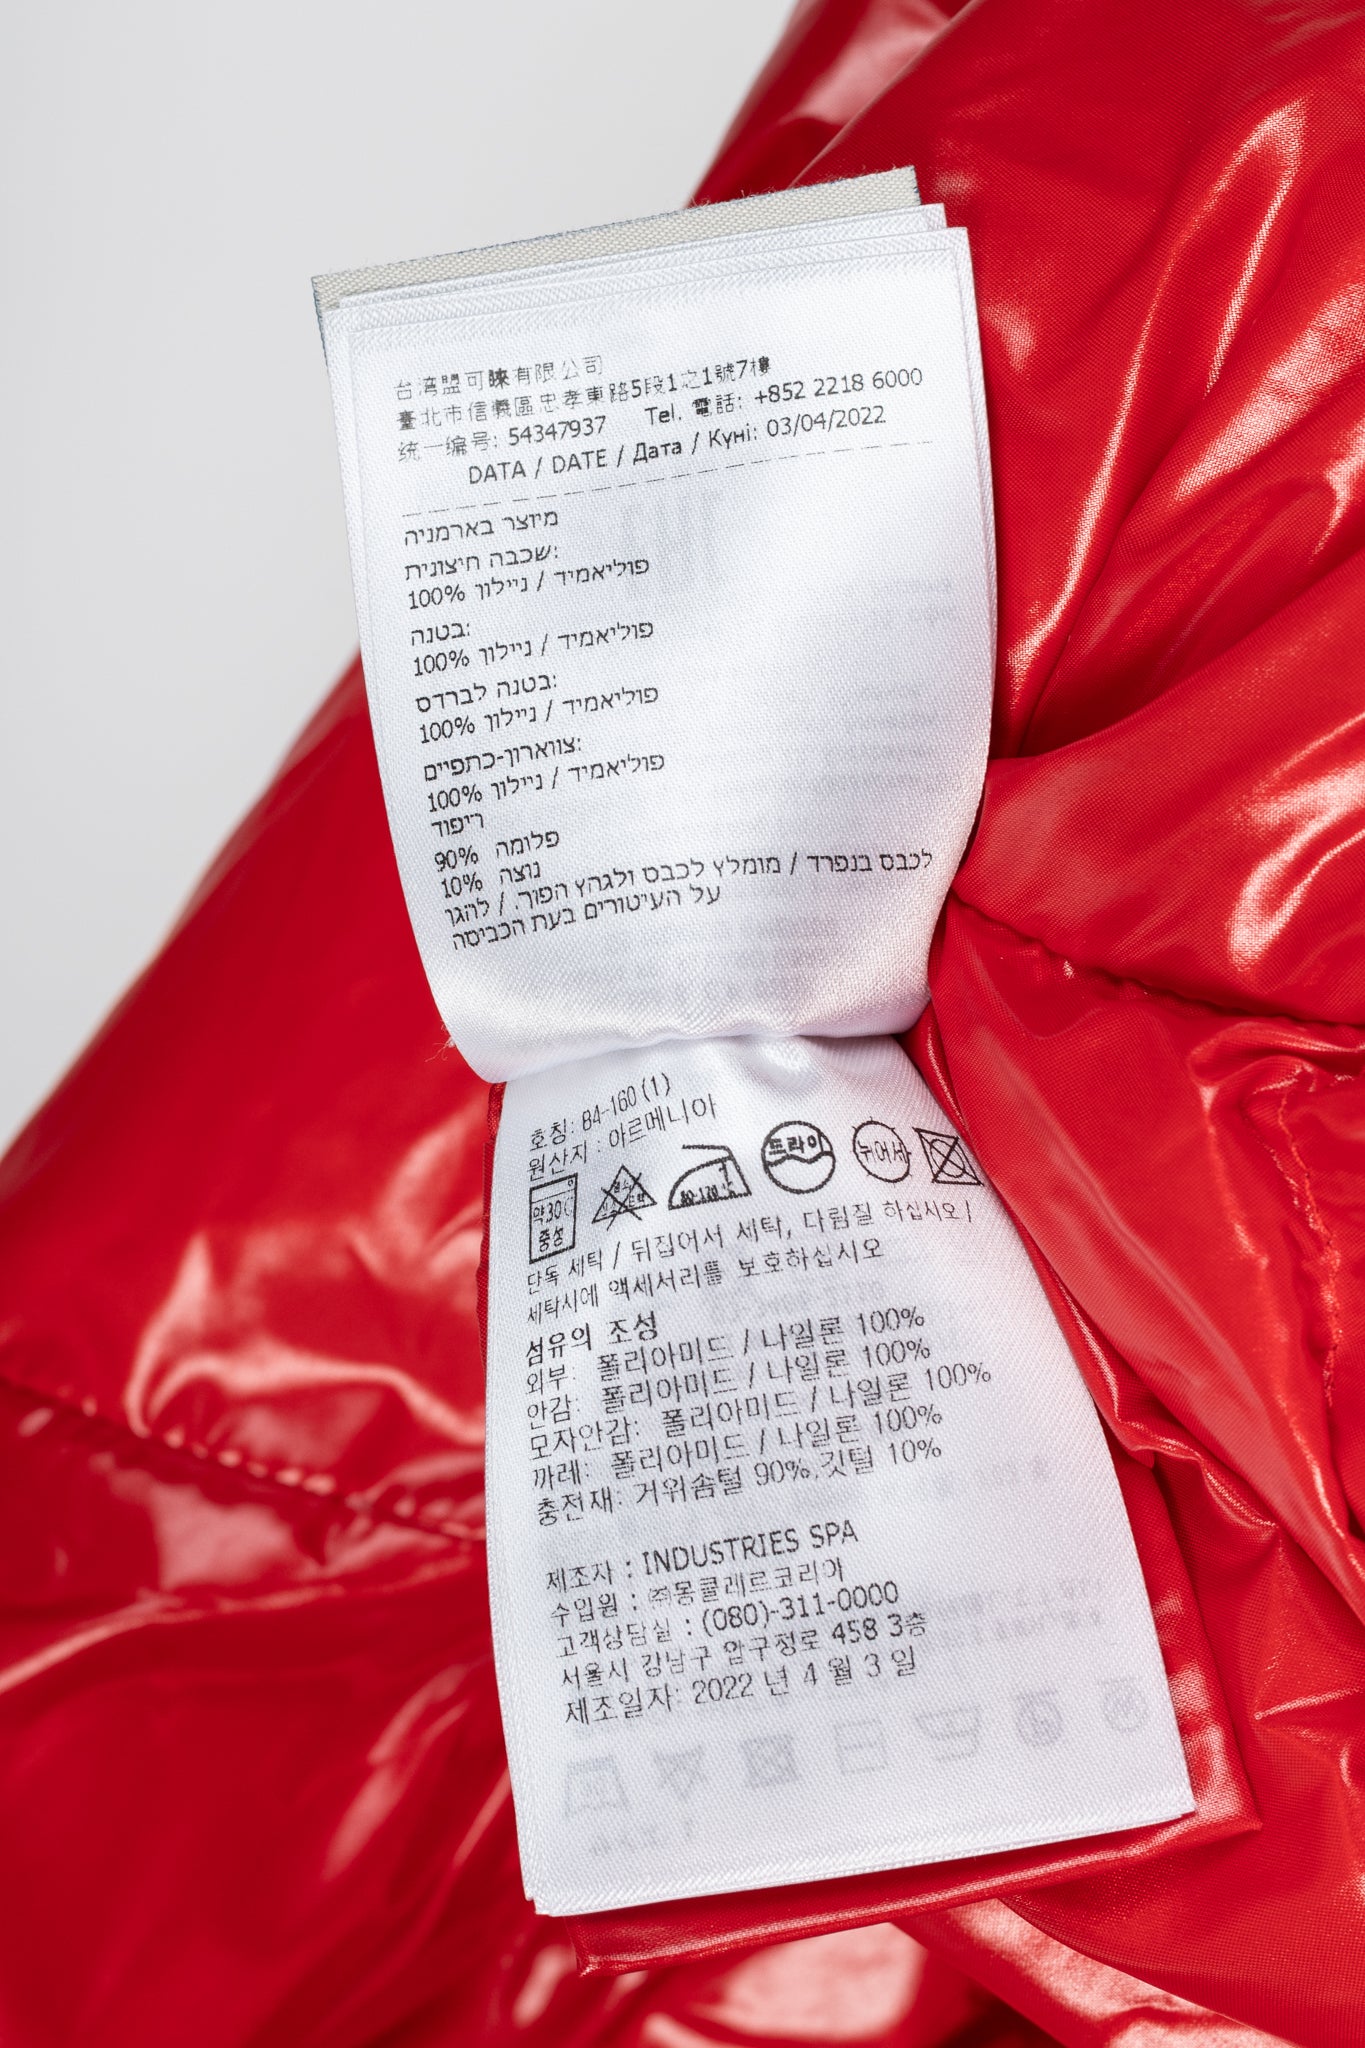 台湾盟可睞有限公司
臺北市信義區忠孝東路5段1之1號7樓
统一编号: 54347937 Tel. 電話: +852 2218 6000
DATA / DATE / Дата / Күні: 03/04/2022
מיוצר בארמניה
שכבה חיצונית:
100% פוליאמיד / ניילון
בטנה:
100% פוליאמיד / ניילון
בטנה לברדס:
100% פוליאמיד / ניילון
צווארון-כתפיים:
100% פוליאמיד / ניילון
ריפוד
90% פלומה
10% נוצה
לכבס בנפרד / מומלץ לכבס ולגהץ הפוך. / להגן
על העיטורים בעת הכביסה
호칭: 84-160 (1)
원산지 : 아르메니아
약30 중성 80-120°C 드라이 뉘어서
단독 세탁 / 뒤집어서 세탁, 다림질 하십시오 /
세탁시에 액세서리를 보호하십시오
섬유의 조성
외부: 폴리아미드 / 나일론 100%
안감: 폴리아미드 / 나일론 100%
모자안감: 폴리아미드 / 나일론 100%
까레: 폴리아미드 / 나일론 100%
충전재: 거위솜털 90%,깃털 10%
제조자 : INDUSTRIES SPA
수입원 : ㈜몽클레르코리아
고객상담실 : (080)-311-0000
서울시 강남구 압구정로 458 3층
제조일자: 2022 년 4 월 3 일